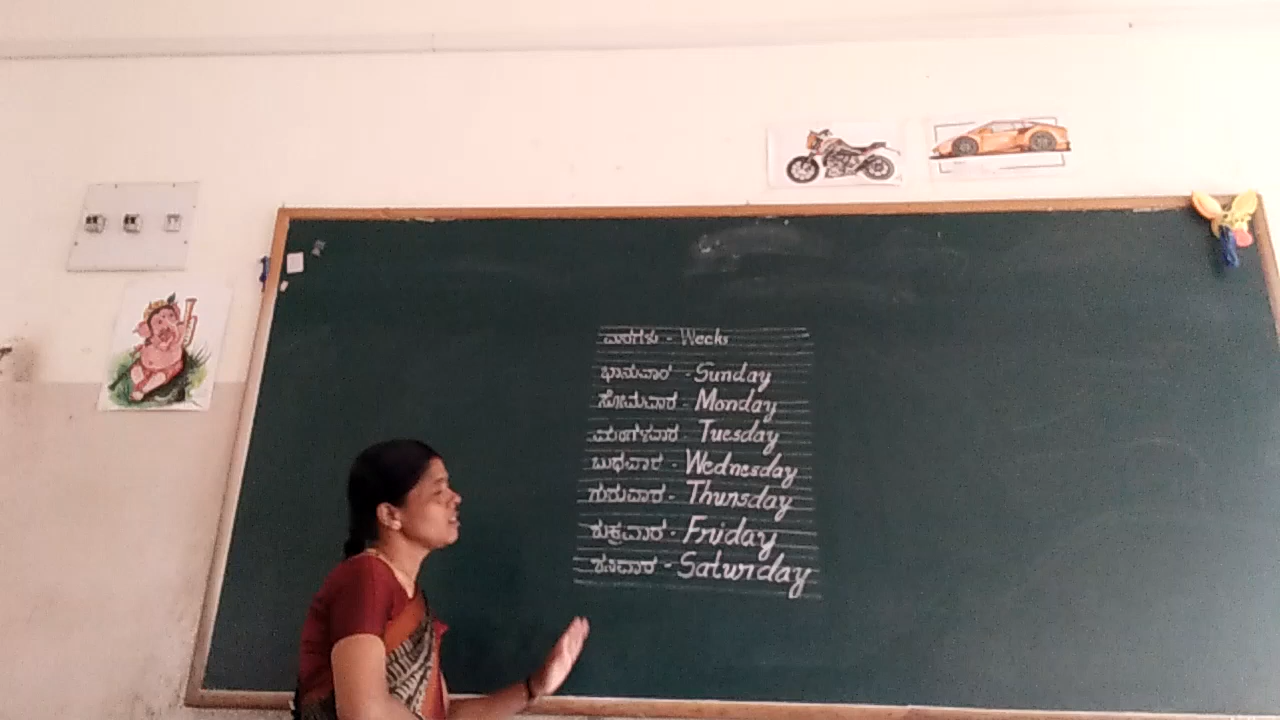 ವಾರಗಳು - Weeks
ಭಾನುವಾರ - Sunday
ಸೋಮವಾರ - Monday
ಮಂಗಳವಾರ - Tuesday
ಬುಧವಾರ - Wednesday
ಗುರುವಾರ - Thursday
ಶುಕ್ರವಾರ - Friday
ಶನಿವಾರ - Saturday